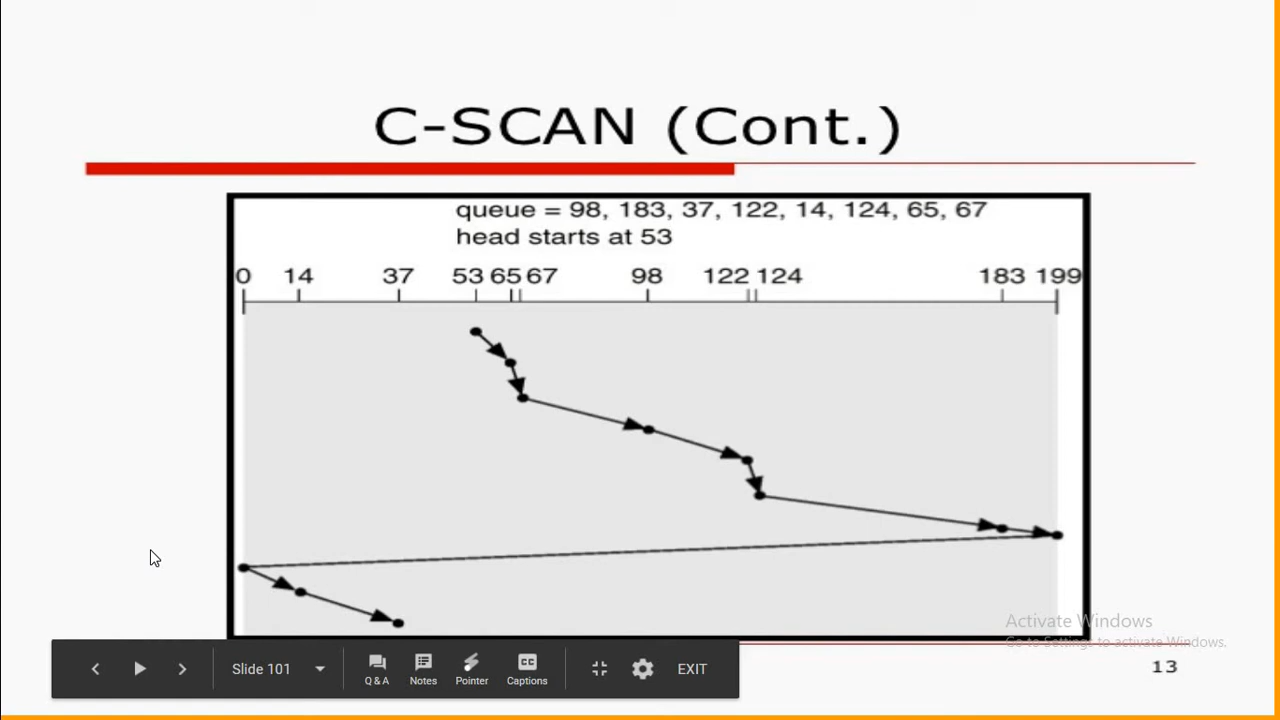 C-SCAN (Cont.)
queue = 98, 183, 37, 122, 14, 124, 65, 67
head starts at 53
0 14 37 53 65 67 98 122 124 183 199
Activate Windows
Go to Settings to activate Windows.
Slide 101 Q & A Notes Pointer CC Captions EXIT
13